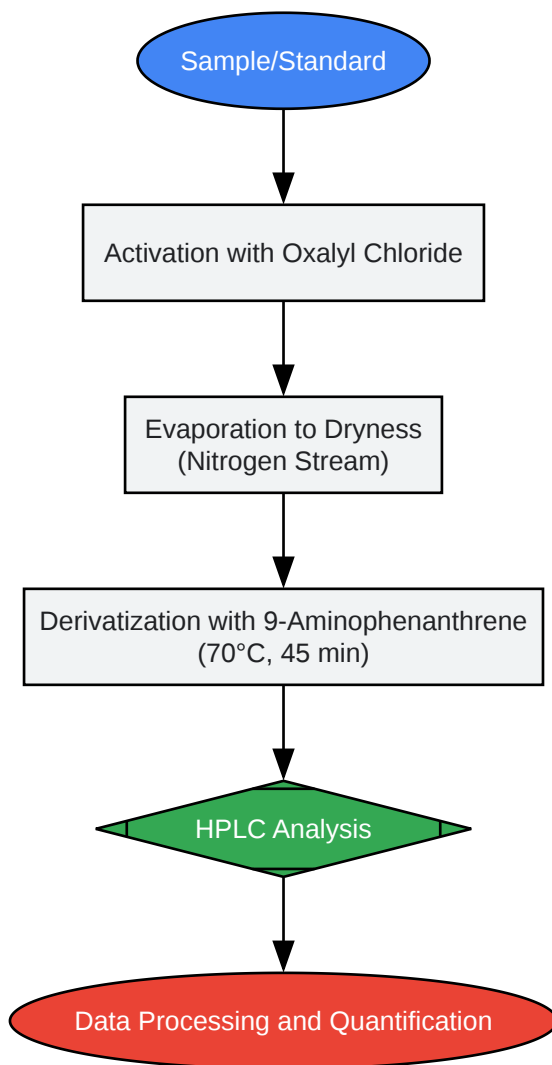 Sample/Standard
Activation with Oxalyl Chloride
Evaporation to Dryness
(Nitrogen Stream)
Derivatization with 9-Aminophenanthrene
(70°C, 45 min)
HPLC Analysis
Data Processing and Quantification